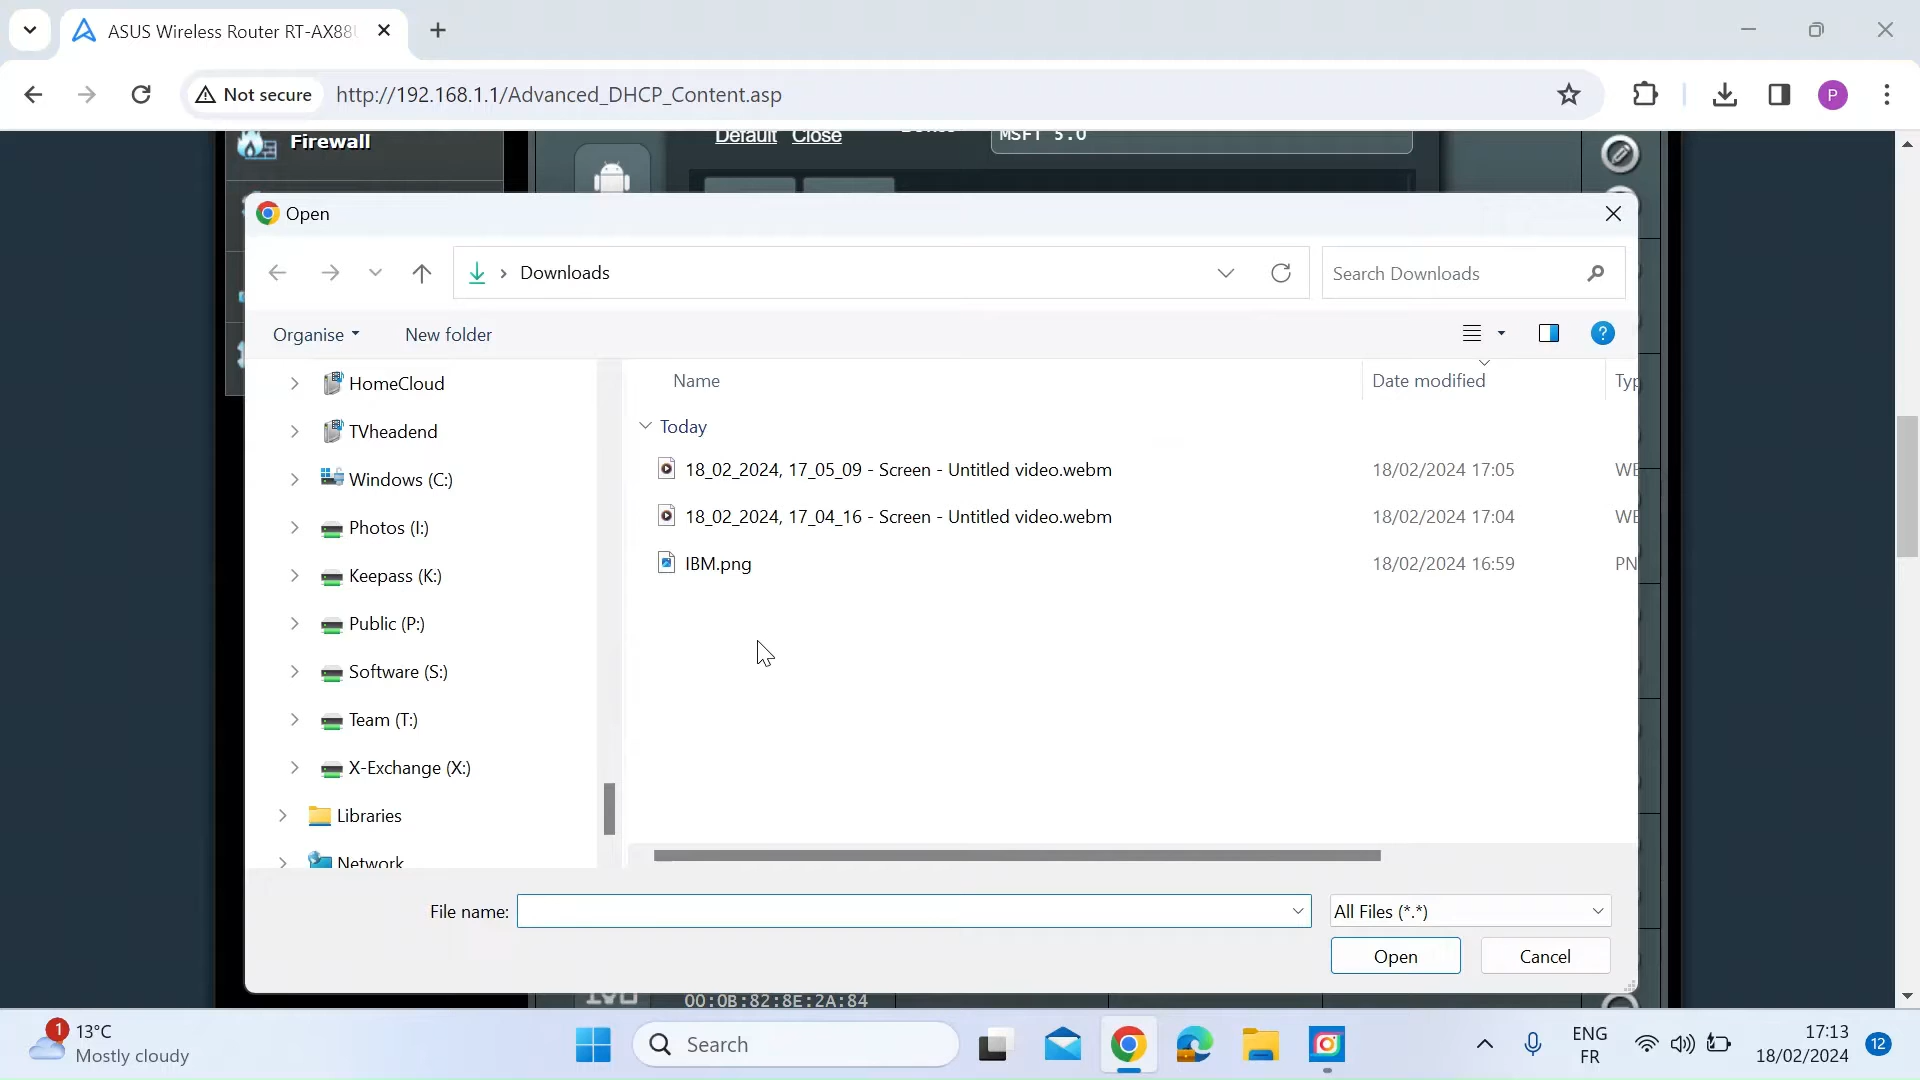 ASUS Wireless Router RT-AX88U
Not secure
http://192.168.1.1/Advanced_DHCP_Content.asp
P
Firewall
Default Close
MSFT 5.0
Open
Downloads
Search Downloads
Organise
New folder
?
HomeCloud
TVheadend
Windows (C:)
Photos (I:)
Keepass (K:)
Public (P:)
Software (S:)
Team (T:)
X-Exchange (X:)
Libraries
Network
Name
Date modified
Typ
Today
18_02_2024, 17_05_09 - Screen - Untitled video.webm
18/02/2024 17:05
WE
18_02_2024, 17_04_16 - Screen - Untitled video.webm
18/02/2024 17:04
WE
IBM.png
18/02/2024 16:59
PN
File name:
All Files (*.*)
Open
Cancel
00:0B:82:8E:2A:84
1
13°C
Mostly cloudy
Search
ENG
FR
17:13
18/02/2024
12